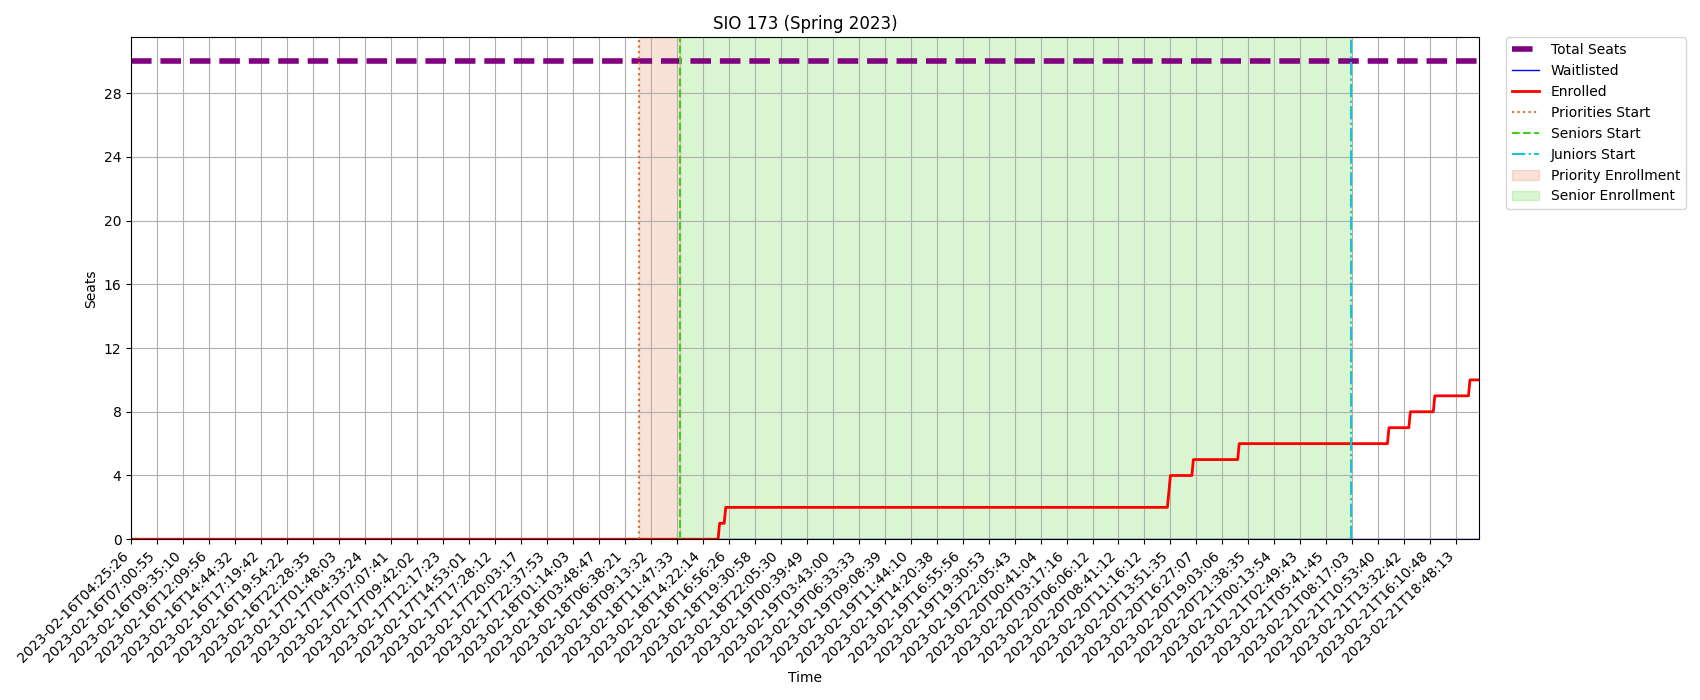 SIO 173 (Spring 2023)
Total Seats
Waitlisted
Enrolled
Priorities Start
Seniors Start
Juniors Start
Priority Enrollment
Senior Enrollment
Seats
28
24
20
16
12
8
4
0
2023-02-16T04:25:26
2023-02-16T07:00:55
2023-02-16T09:35:10
2023-02-16T12:09:56
2023-02-16T14:44:32
2023-02-16T17:19:42
2023-02-16T19:54:22
2023-02-16T22:28:35
2023-02-17T01:48:03
2023-02-17T04:33:24
2023-02-17T07:07:41
2023-02-17T09:42:02
2023-02-17T12:17:23
2023-02-17T14:53:01
2023-02-17T17:28:12
2023-02-17T20:03:17
2023-02-17T22:37:53
2023-02-18T01:14:03
2023-02-18T03:48:47
2023-02-18T06:38:21
2023-02-18T09:13:32
2023-02-18T11:47:33
2023-02-18T14:22:14
2023-02-18T16:56:26
2023-02-18T19:30:58
2023-02-18T22:05:30
2023-02-19T00:39:49
2023-02-19T03:43:00
2023-02-19T06:33:33
2023-02-19T09:08:39
2023-02-19T11:44:10
2023-02-19T14:20:38
2023-02-19T16:55:56
2023-02-19T19:30:53
2023-02-19T22:05:43
2023-02-20T00:41:04
2023-02-20T03:17:16
2023-02-20T06:06:12
2023-02-20T08:41:12
2023-02-20T11:16:12
2023-02-20T13:51:35
2023-02-20T16:27:07
2023-02-20T19:03:06
2023-02-20T21:38:35
2023-02-21T00:13:54
2023-02-21T02:49:43
2023-02-21T05:41:45
2023-02-21T08:17:03
2023-02-21T10:53:40
2023-02-21T13:32:42
2023-02-21T16:10:48
2023-02-21T18:48:13
Time